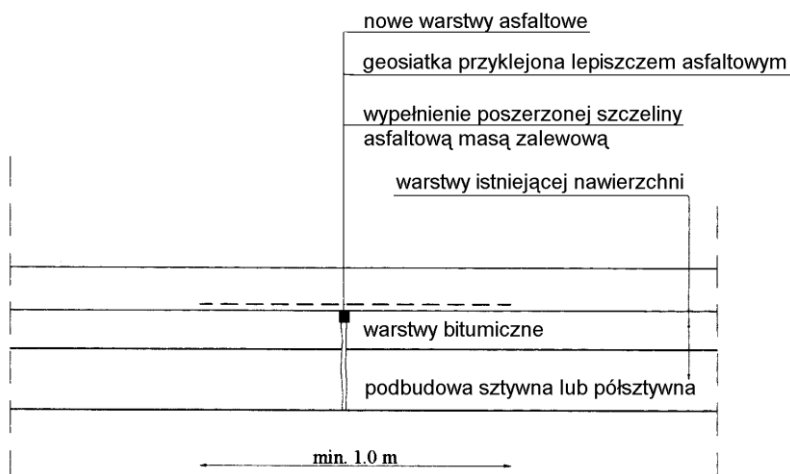 nowe warstwy asfaltowe
geosiatka przyklejona lepiszczem asfaltowym
wypełnienie poszerzonej szczeliny
asfaltową masą zalewową
warstwy istniejącej nawierzchni
warstwy bitumiczne
podbudowa sztywna lub półsztywna
min. 1.0 m